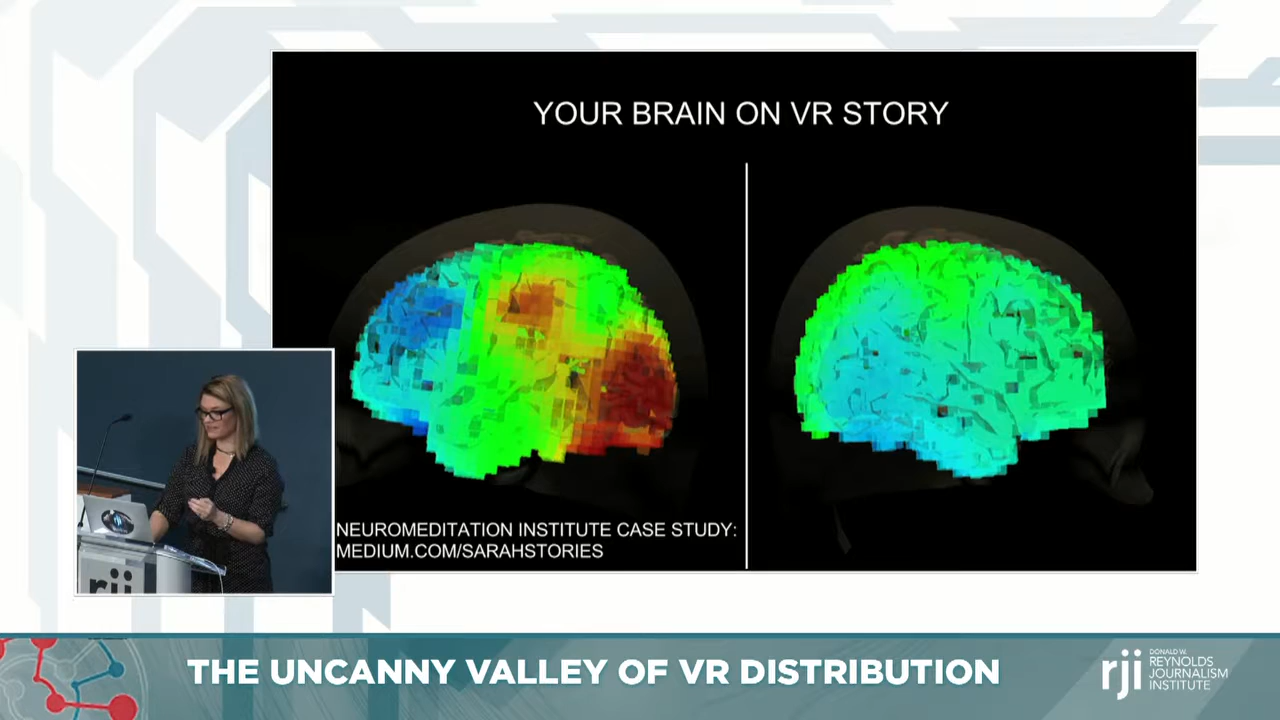 YOUR BRAIN ON VR STORY
NEUROMEDITATION INSTITUTE CASE STUDY:
MEDIUM.COM/SARAHSTORIES
rji
THE UNCANNY VALLEY OF VR DISTRIBUTION
rji
DONALD W.
REYNOLDS
JOURNALISM
INSTITUTE